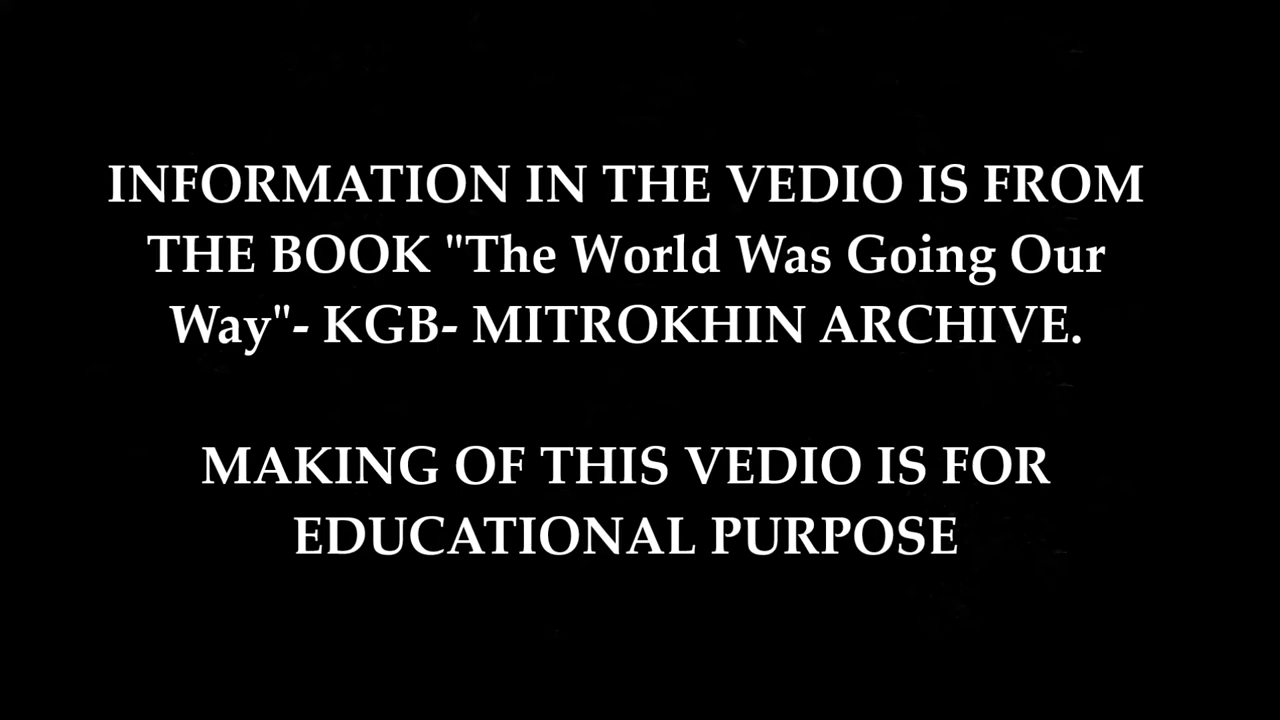 INFORMATION IN THE VEDIO IS FROM
THE BOOK "The World Was Going Our
Way"- KGB- MITROKHIN ARCHIVE.
MAKING OF THIS VEDIO IS FOR
EDUCATIONAL PURPOSE